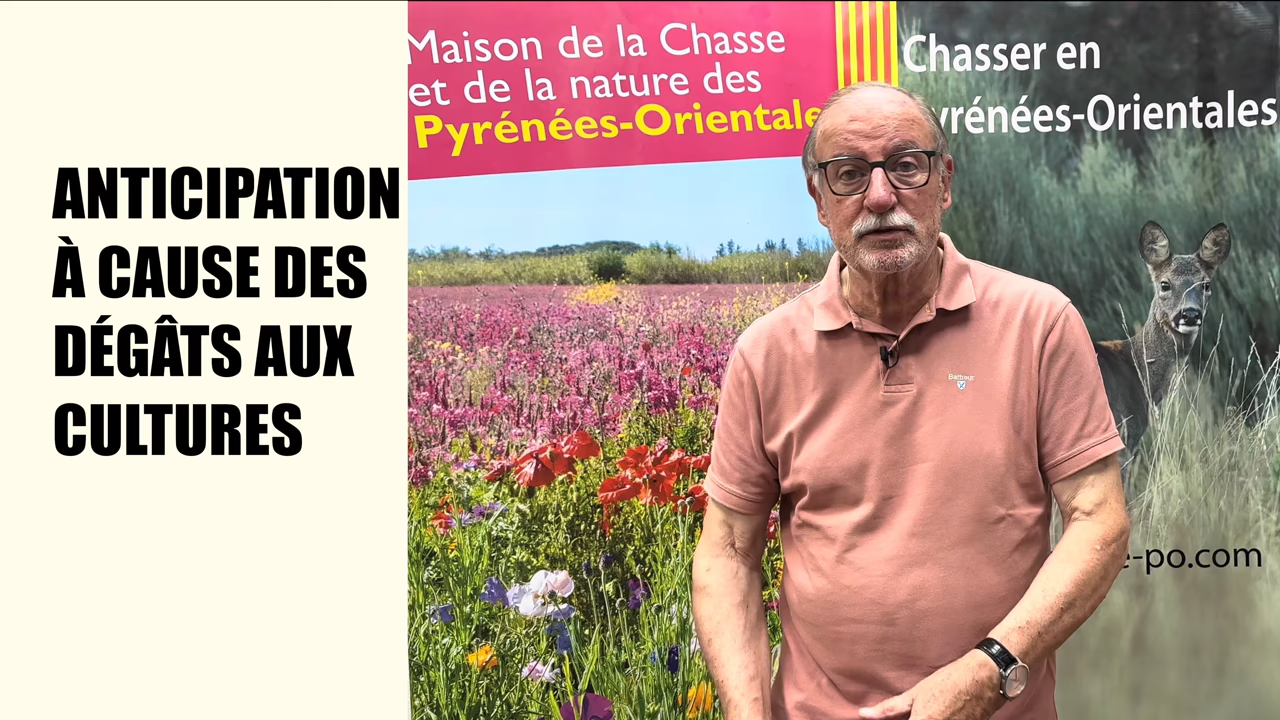 ANTICIPATION
À CAUSE DES
DÉGÂTS AUX
CULTURES
Maison de la Chasse
et de la nature des
Pyrénées-Orientale
Chasser en
yrénées-Orientales
Barbour
e-po.com